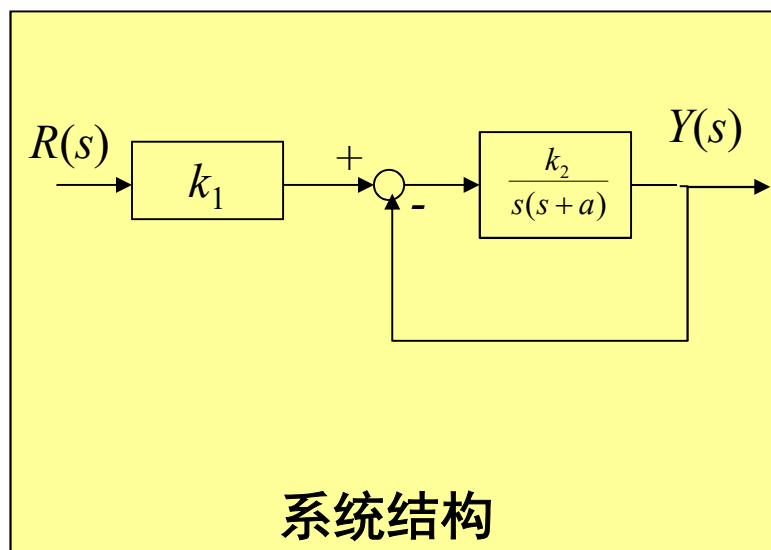 R(s)
k₁
+
-
k₂
s(s + a)
Y(s)
系统结构